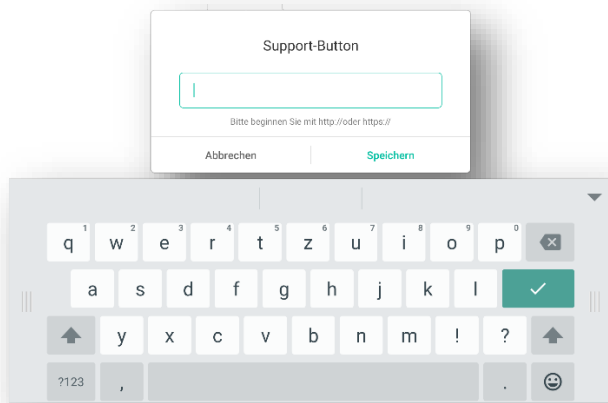 Support-Button
Bitte beginnen Sie mit http://oder https://
Abbrechen Speichern
q 1 w 2 e 3 r 4 t 5 z 6 u 7 i 8 o 9 p 0
a s d f g h j k l
y x c v b n m ! ?
?123 , .